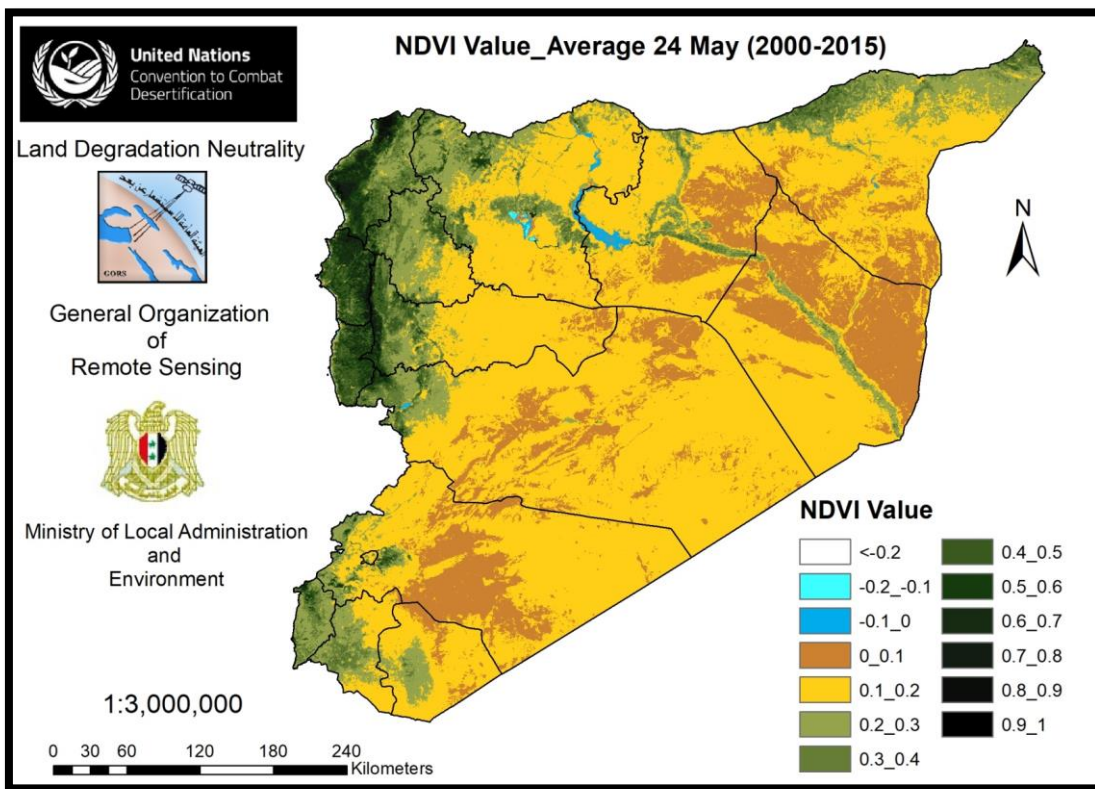 United Nations
Convention to Combat
Desertification
NDVI Value_Average 24 May (2000-2015)
Land Degradation Neutrality
GORS
General Organization
of
Remote Sensing
Ministry of Local Administration
and
Environment
1:3,000,000
0 30 60 120 180 240
Kilometers
N
NDVI Value
<-0.2
-0.2_-0.1
-0.1_0
0_0.1
0.1_0.2
0.2_0.3
0.3_0.4
0.4_0.5
0.5_0.6
0.6_0.7
0.7_0.8
0.8_0.9
0.9_1